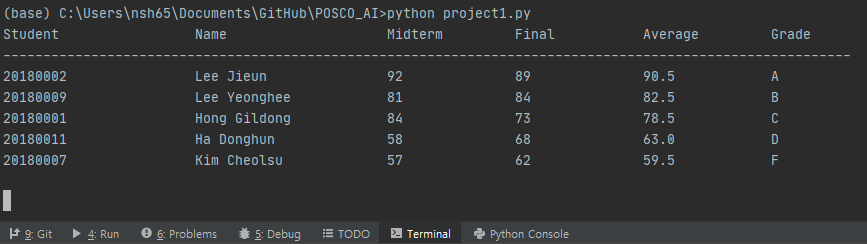 (base) C:\Users\nsh65\Documents\GitHub\POSCO_AI>python project1.py
Student Name Midterm Final Average Grade
----------------------------------------------------------------------------------------------------------
20180002 Lee Jieun 92 89 90.5 A
20180009 Lee Yeonghee 81 84 82.5 B
20180001 Hong Gildong 84 73 78.5 C
20180011 Ha Donghun 58 68 63.0 D
20180007 Kim Cheolsu 57 62 59.5 F
9: Git 4: Run 6: Problems 5: Debug TODO Terminal Python Console